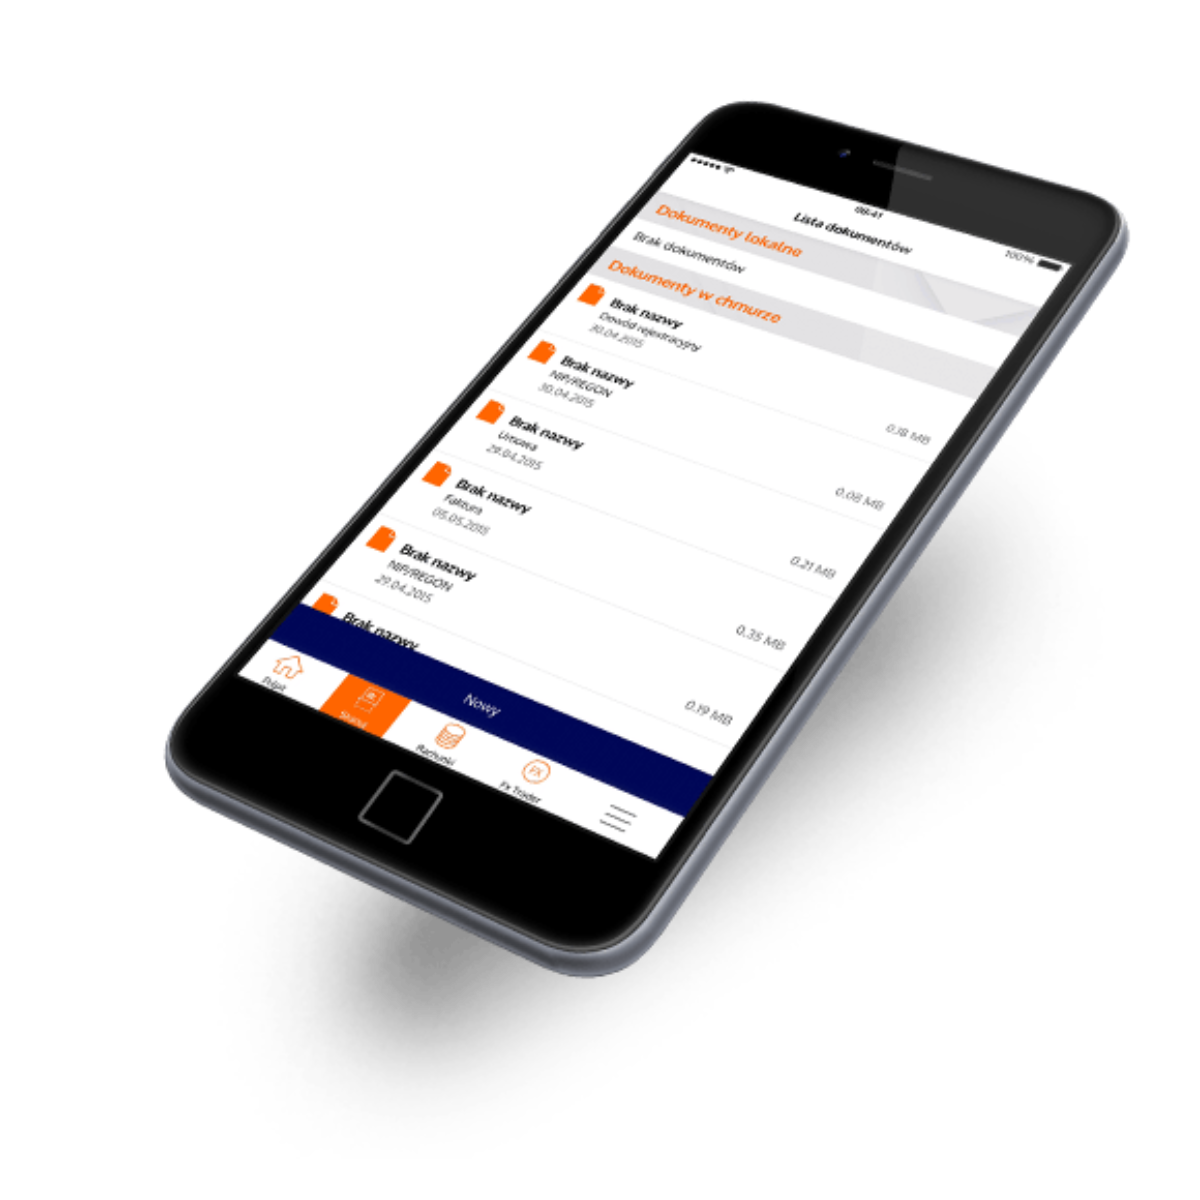 06:41
100%
Lista dokumentów
Dokumenty lokalne
Brak dokumentów
Dokumenty w chmurze
Brak nazwy
Dowód rejestracyjny
30.04.2015
0.18 MB
Brak nazwy
NIP/REGON
30.04.2015
0.08 MB
Brak nazwy
Umowa
29.04.2015
0.21 MB
Brak nazwy
Faktura
05.05.2015
0.35 MB
Brak nazwy
NIP/REGON
29.04.2015
0.19 MB
Brak nazwy
Nowy
Pulpit
Rachunki
FX
Fx Trader